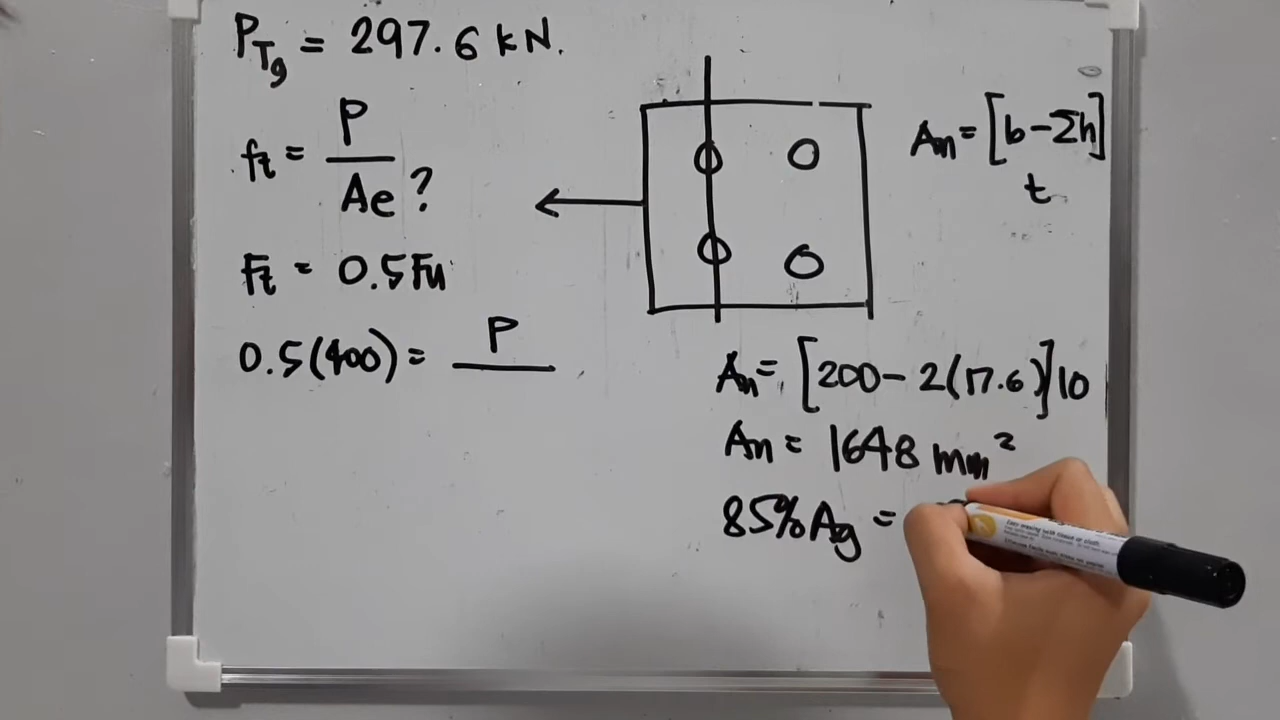 P_Tg = 297.6 kN.
ft = P / Ae ?
Ft = 0.5Fu
0.5(400) = P
An = [b-Σh] t
An = [200-2(17.6)]10
An = 1648 mm²
85%Ag =